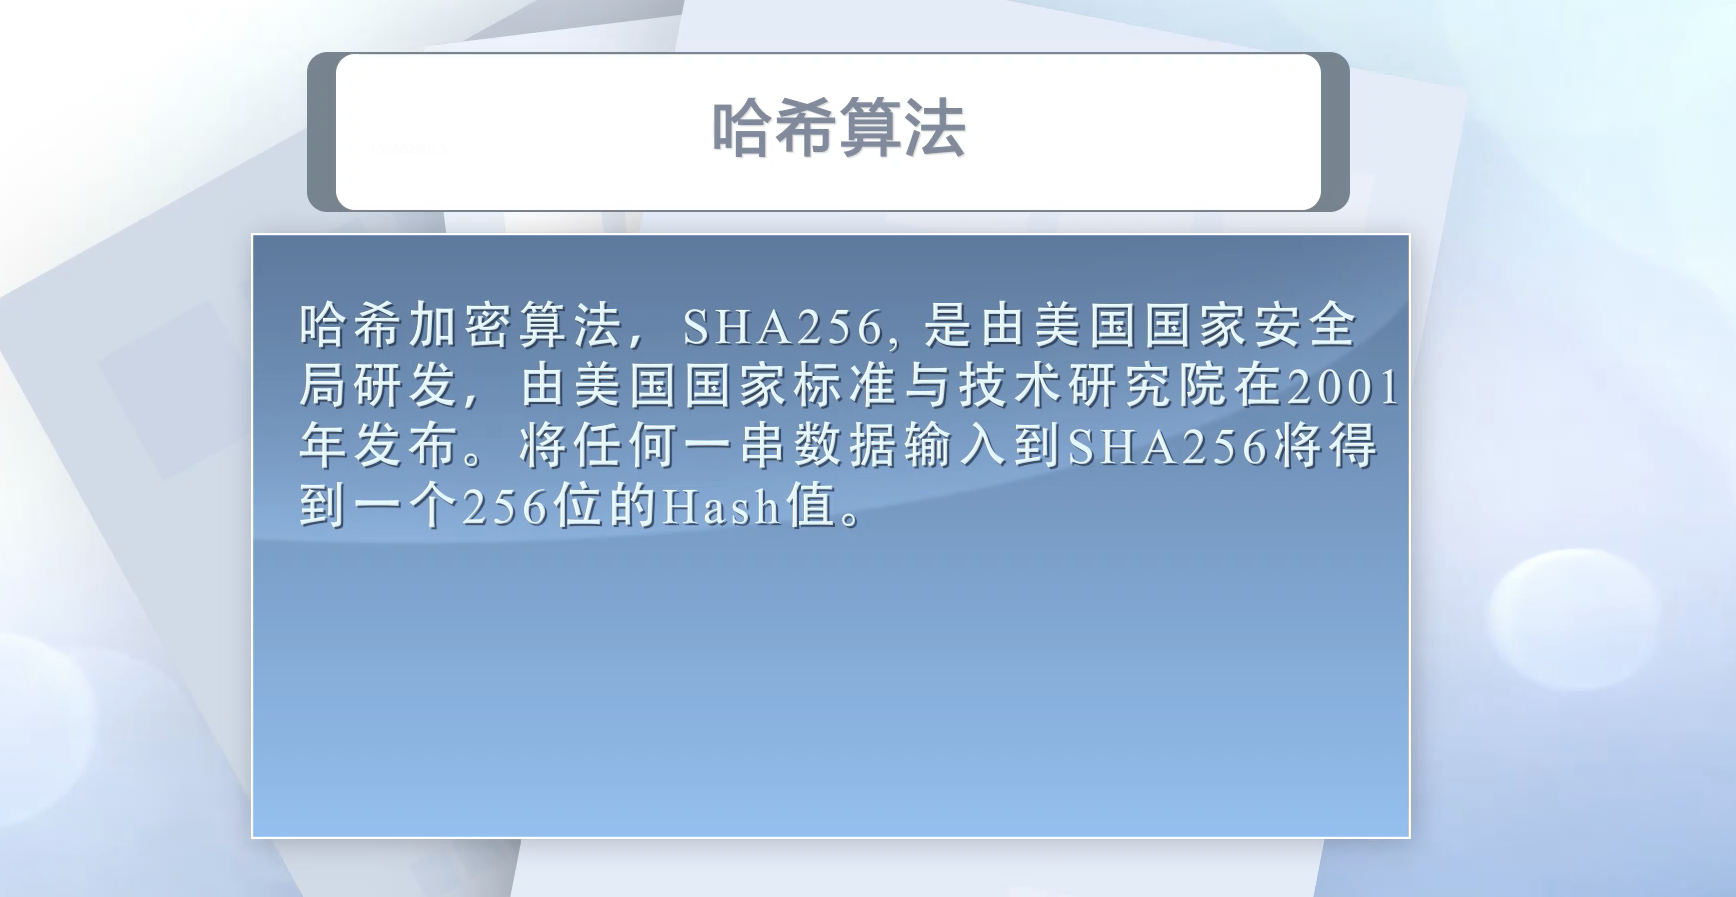 哈希算法
哈希加密算法，SHA256, 是由美国国家安全
局研发，由美国国家标准与技术研究院在2001
年发布。将任何一串数据输入到SHA256将得
到一个256位的Hash值。